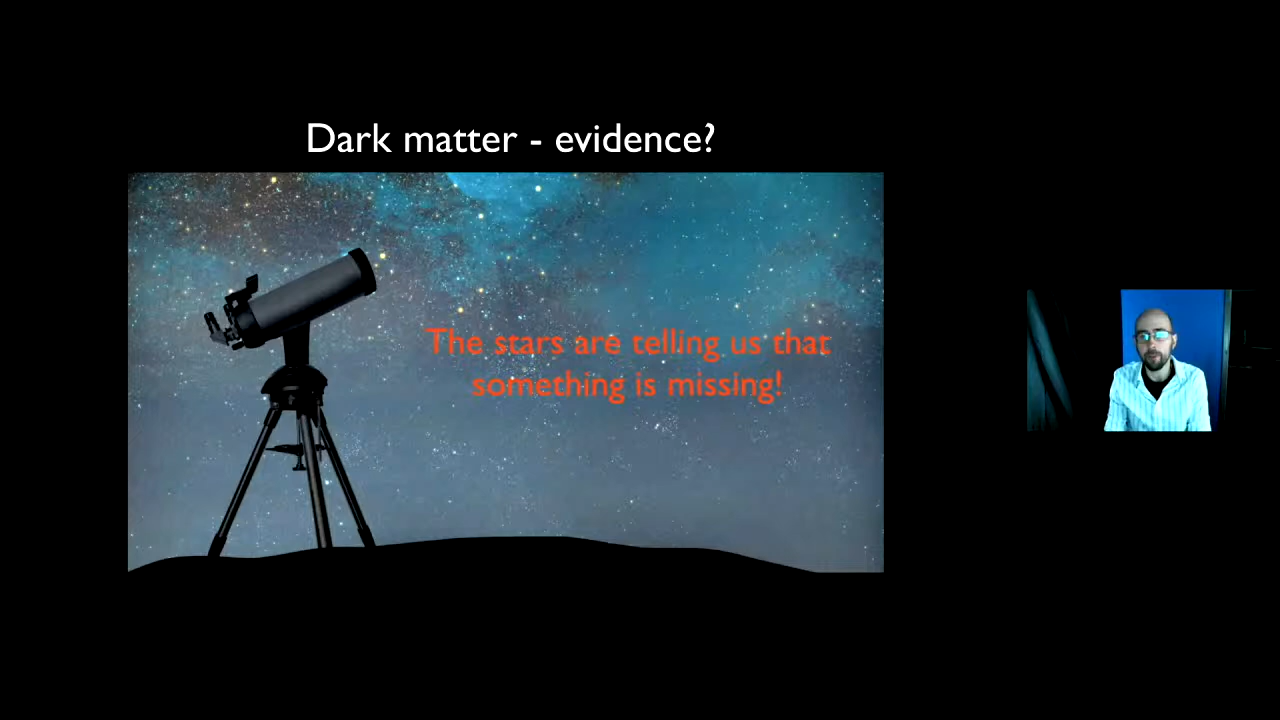 Dark matter - evidence?
The stars are telling us that
something is missing!